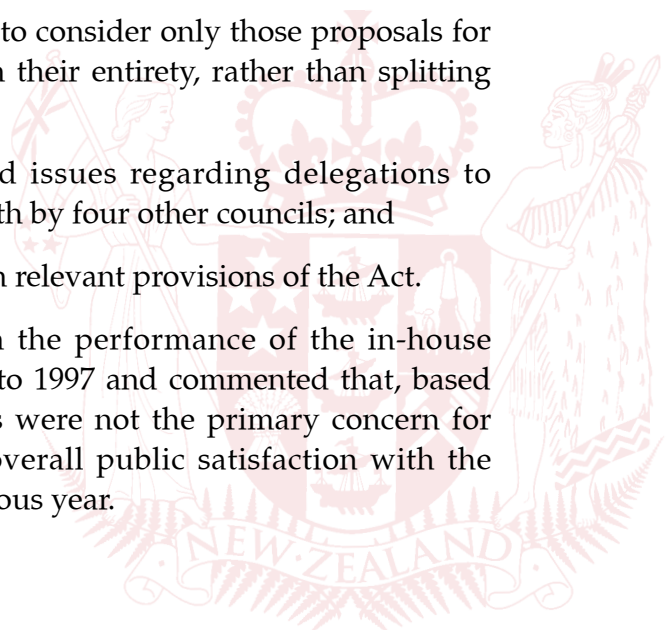 to consider only those proposals for
their entirety, rather than splitting
issues regarding delegations to
by four other councils; and
relevant provisions of the Act.
the performance of the in-house
to 1997 and commented that, based
were not the primary concern for
overall public satisfaction with the
ous year.
NEW·ZEALAND